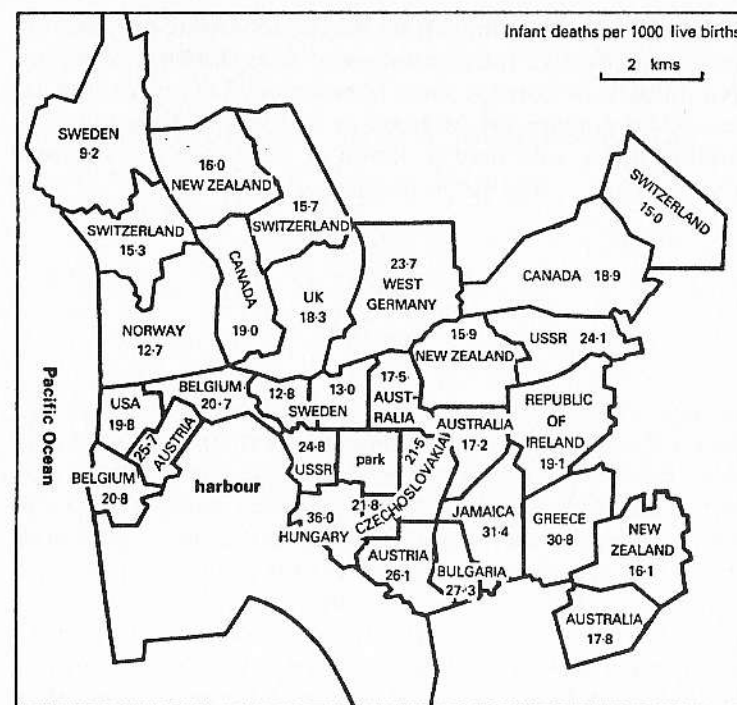 Infant deaths per 1000 live births
2 kms
SWEDEN
9·2
16·0
NEW ZEALAND
15·7
SWITZERLAND
SWITZERLAND
15·0
SWITZERLAND
15·3
CANADA
19·0
UK
18·3
23·7
WEST
GERMANY
CANADA 18·9
NORWAY
12·7
15·9
NEW ZEALAND
USSR 24·1
Pacific Ocean
USA
19·8
BELGIUM
20·7
12·8
13·0
SWEDEN
17·5
AUST-
RALIA
REPUBLIC
OF
IRELAND
19·1
25·7
AUSTRIA
AUSTRALIA
17·2
24·8
USSR
park
21·5
21·8
CZECHOSLOVAKIA
BELGIUM
20·8
harbour
36·0
HUNGARY
JAMAICA
31·4
GREECE
30·8
NEW
ZEALAND
16·1
AUSTRIA
26·1
BULGARIA
27·3
AUSTRALIA
17·8